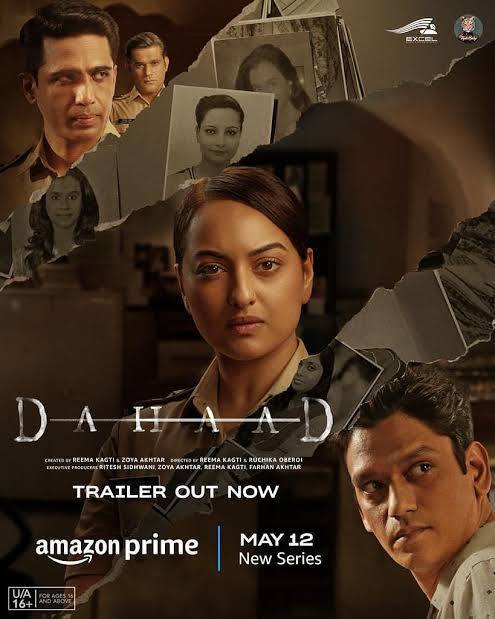 EXCEL
DAHAAD
CREATED BY REEMA KAGTI & ZOYA AKHTAR DIRECTED BY REEMA KAGTI & RUCHIKA OBEROI
EXECUTIVE PRODUCERS RITESH SIDHWANI, ZOYA AKHTAR, REEMA KAGTI, FARHAN AKHTAR
TRAILER OUT NOW
amazon prime
MAY 12
New Series
U/A
16+
FOR AGES 16
AND ABOVE